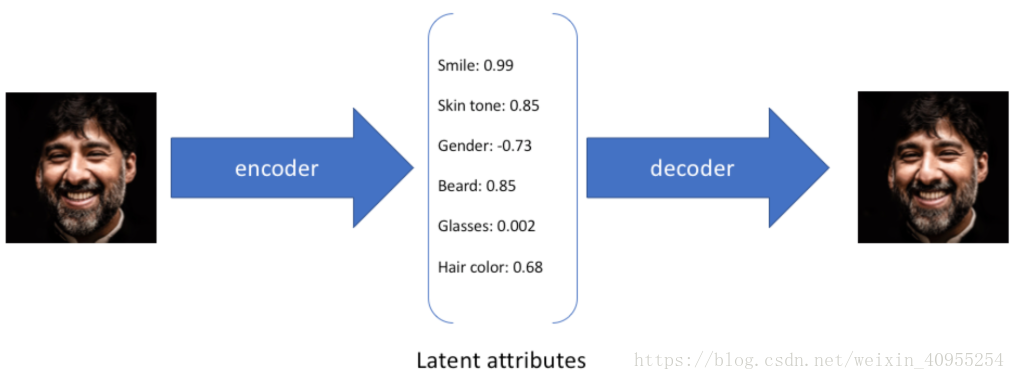 Smile: 0.99
Skin tone: 0.85
Gender: -0.73
Beard: 0.85
Glasses: 0.002
Hair color: 0.68
encoder
decoder
Latent attributes
https://blog.csdn.net/weixin_40955254